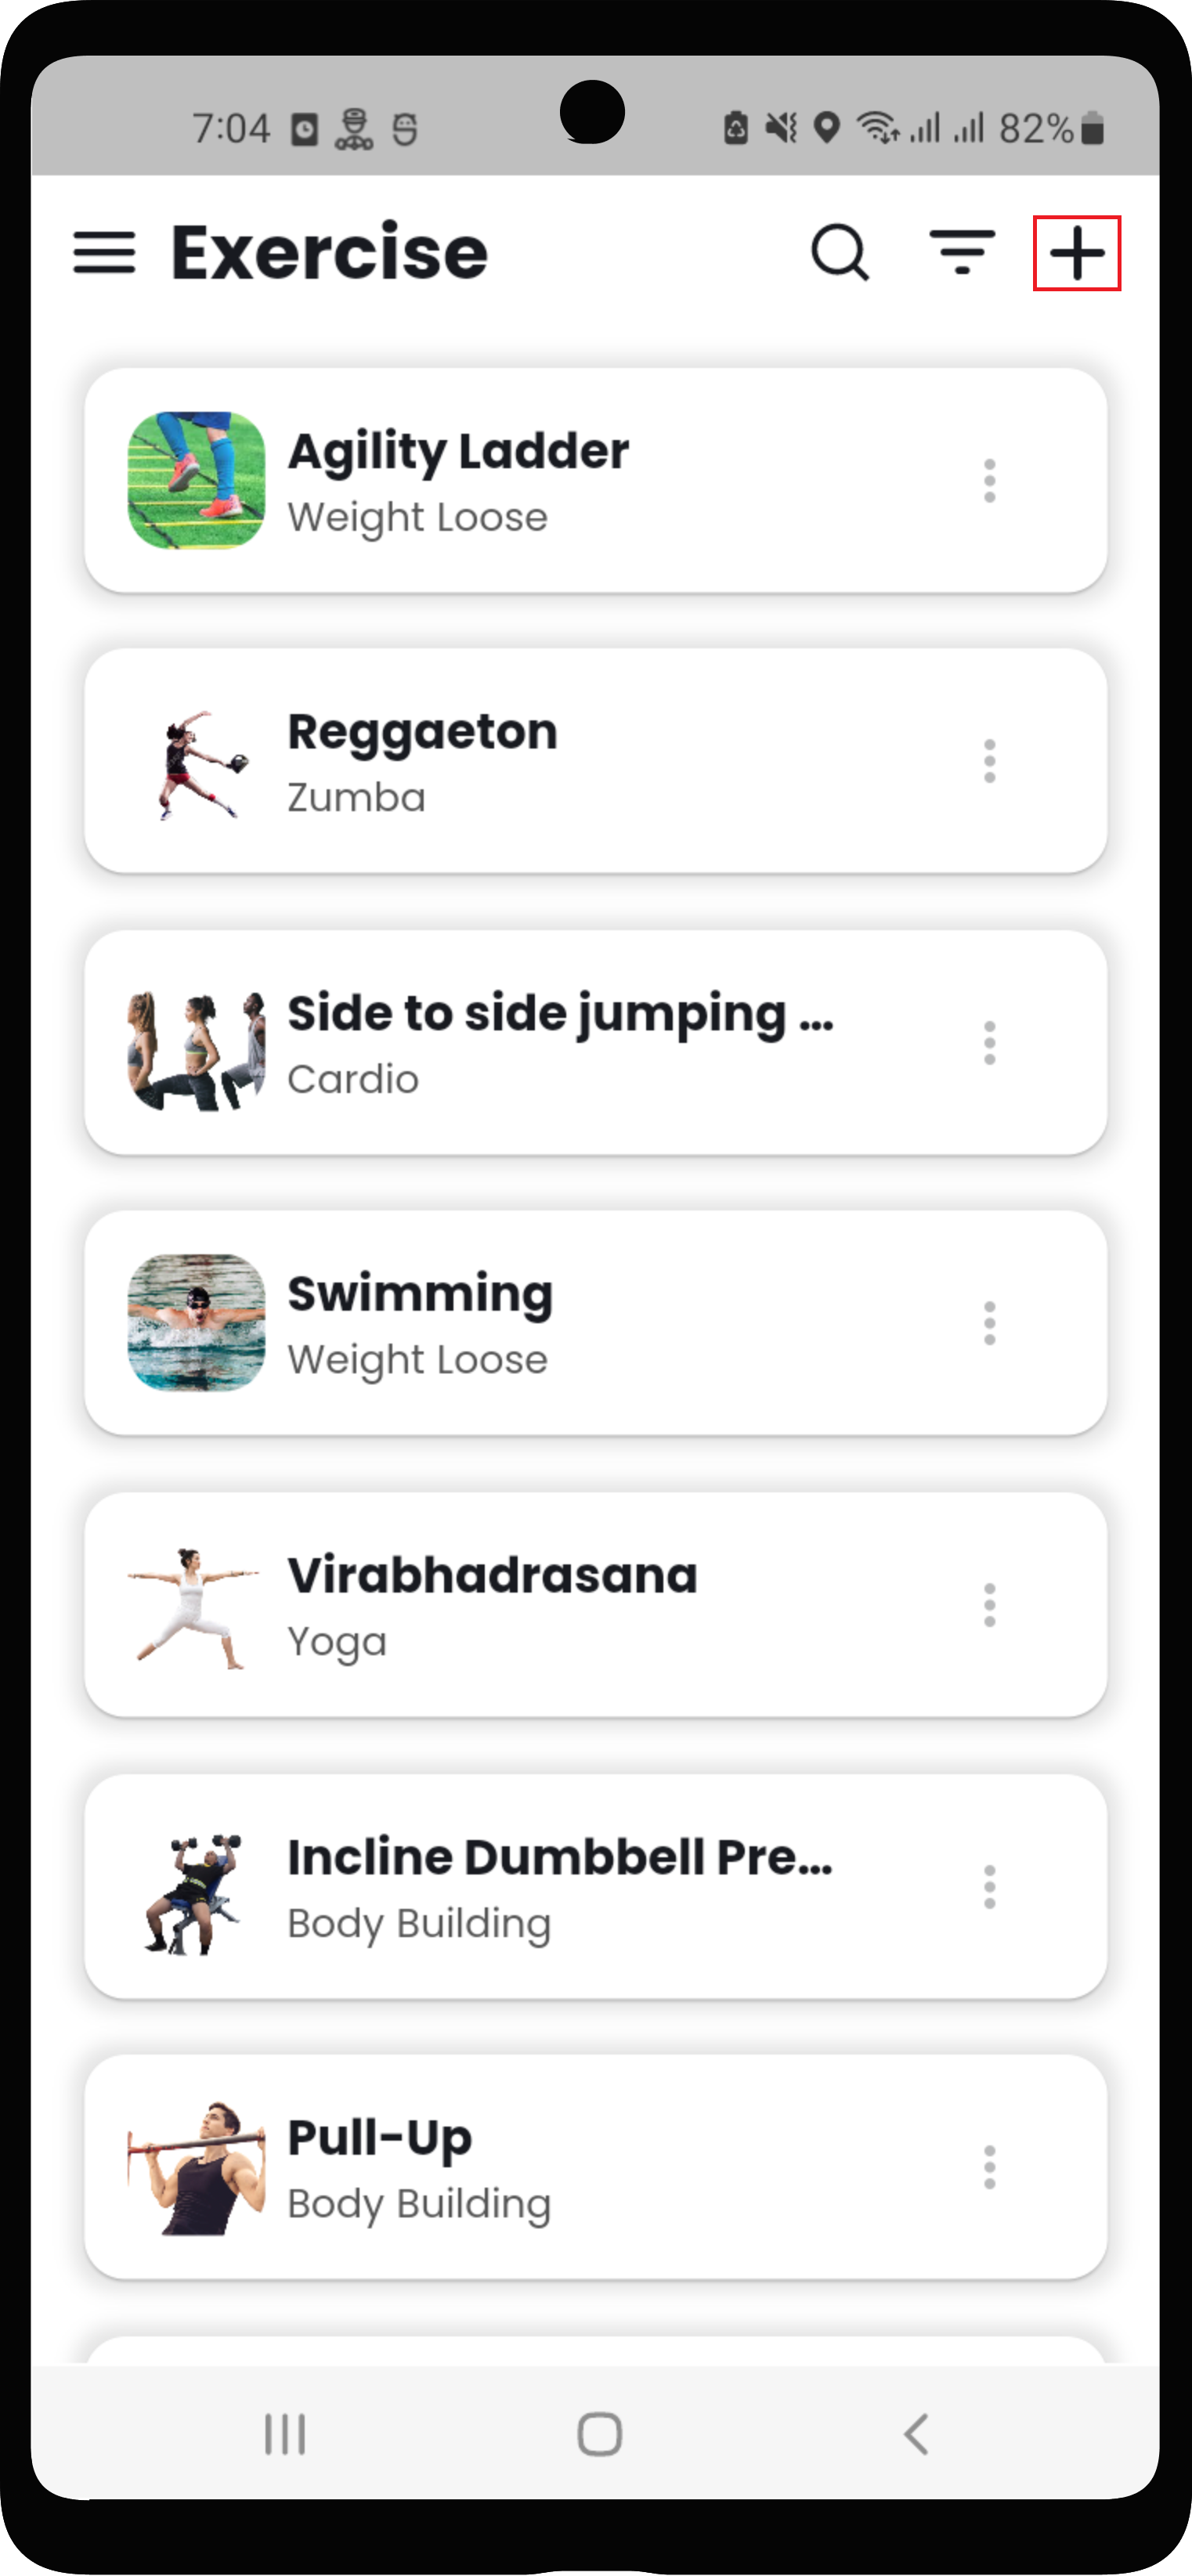 7:04 82%
Exercise
Agility Ladder
Weight Loose
Reggaeton
Zumba
Side to side jumping ...
Cardio
Swimming
Weight Loose
Virabhadrasana
Yoga
Incline Dumbbell Pre...
Body Building
Pull-Up
Body Building